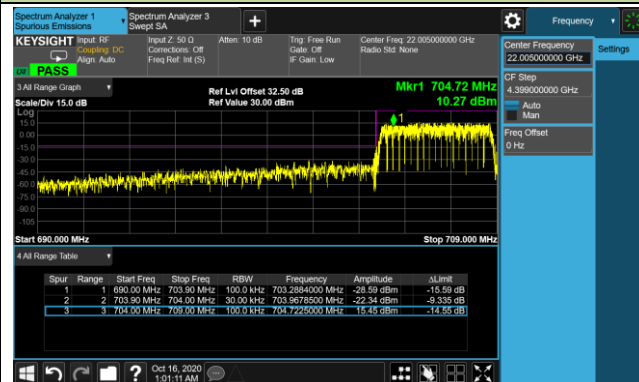 Spectrum Analyzer 1
Spurious Emissions
Spectrum Analyzer 3
Swept SA
Frequency
KEYSIGHT
Input: RF
Coupling: DC
Align: Auto
Input Z: 50 Ω
Corrections: Off
Freq Ref: Int (S)
Atten: 10 dB
Trig: Free Run
Gate: Off
IF Gain: Low
Center Freq: 22.005000000 GHz
Radio Std: None
PASS
Center Frequency
22.005000000 GHz
Settings
CF Step
4.399000000 GHz
Auto
Man
Freq Offset
0 Hz
3 All Range Graph
Scale/Div 15.0 dB
Ref Lvl Offset 32.50 dB
Ref Value 30.00 dBm
Mkr1 704.72 MHz
10.27 dBm
Log
15.0
0.00
-15.0
-30.0
-45.0
-60.0
-75.0
-90.0
-105
1
Start 690.000 MHz
Stop 709.000 MHz
4 All Range Table
Spur Range Start Freq Stop Freq RBW Frequency Amplitude ΔLimit
1 1 690.00 MHz 703.90 MHz 100.0 kHz 703.2884000 MHz -28.59 dBm -15.59 dB
2 2 703.90 MHz 704.00 MHz 30.00 kHz 703.9678500 MHz -22.34 dBm -9.335 dB
3 3 704.00 MHz 709.00 MHz 100.0 kHz 704.7225000 MHz 15.45 dBm -14.55 dB
Oct 16, 2020
1:01:11 AM